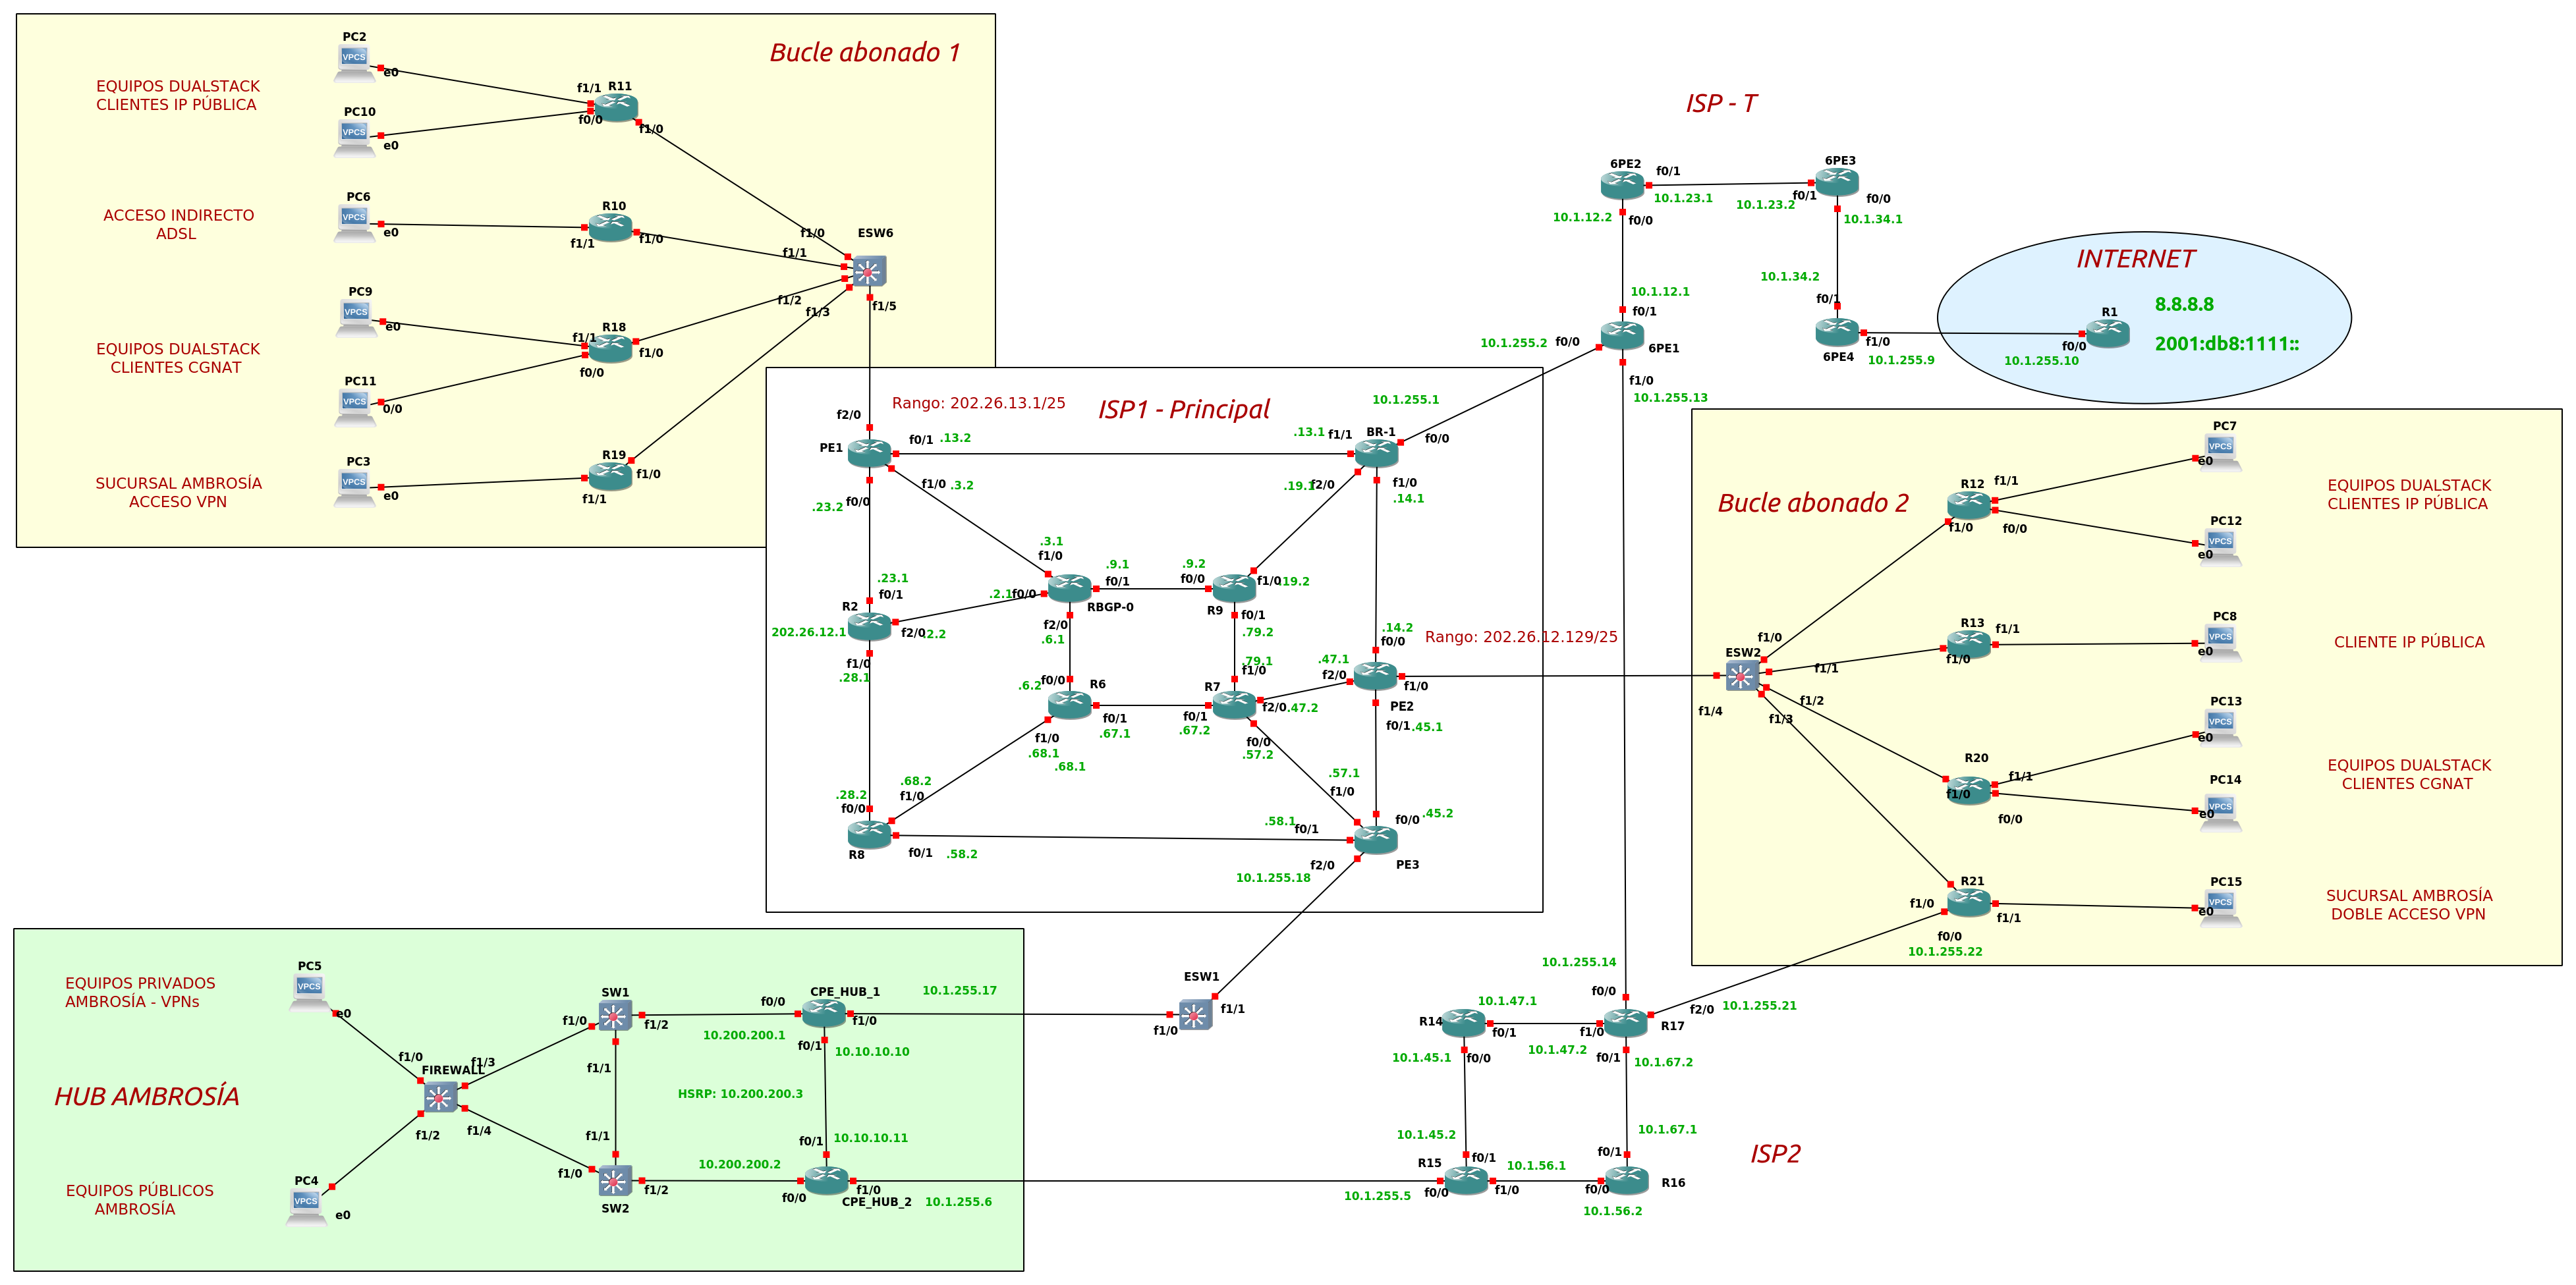 Bucle abonado 1
PC2
VPCS
e0
EQUIPOS DUALSTACK
CLIENTES IP PÚBLICA
PC10
VPCS
e0
f1/1
R11
f0/0
f1/0
PC6
VPCS
e0
ACCESO INDIRECTO
ADSL
R10
f1/1
f1/0
f1/0
f1/1
ESW6
f1/2
f1/3
f1/5
PC9
VPCS
e0
EQUIPOS DUALSTACK
CLIENTES CGNAT
PC11
VPCS
0/0
R18
f1/1
f1/0
f0/0
PC3
VPCS
e0
SUCURSAL AMBROSÍA
ACCESO VPN
R19
f1/0
f1/1
ISP - T
6PE2
f0/1
10.1.23.1
10.1.12.2
f0/0
6PE3
10.1.23.2
f0/1
f0/0
10.1.34.1
10.1.34.2
f0/1
6PE4
f1/0
10.1.255.9
10.1.12.1
f0/1
10.1.255.2
f0/0
6PE1
f1/0
10.1.255.13
INTERNET
8.8.8.8
2001:db8:1111::
R1
f0/0
10.1.255.10
ISP1 - Principal
Rango: 202.26.13.1/25
f2/0
PE1
f0/1
.13.2
f1/0
.3.2
.23.2
f0/0
.13.1
f1/1
BR-1
10.1.255.1
f0/0
f1/0
.14.1
.19.1
f2/0
.23.1
f0/1
R2
202.26.12.1
f2/0
.2.2
f1/0
.28.1
.3.1
f1/0
.2.1
f0/0
RBGP-0
.9.1
f0/1
f2/0
.6.1
.9.2
f0/0
R9
f1/0
.19.2
f0/1
.79.2
.79.1
f1/0
R7
f2/0
.47.2
f0/1
.67.2
f0/0
.57.2
.6.2
f0/0
R6
f0/1
.67.1
f1/0
.68.1
.68.1
.14.2
f0/0
Rango: 202.26.12.129/25
.47.1
f2/0
f1/0
PE2
f0/1
.45.1
.68.2
f1/0
.28.2
f0/0
R8
f0/1
.58.2
.57.1
f1/0
.58.1
f0/1
f0/0
.45.2
PE3
f2/0
10.1.255.18
Bucle abonado 2
ESW2
f1/0
f1/1
f1/2
f1/3
f1/4
R12
f1/1
f1/0
f0/0
PC7
VPCS
e0
PC12
VPCS
e0
EQUIPOS DUALSTACK
CLIENTES IP PÚBLICA
R13
f1/1
f1/0
PC8
VPCS
e0
CLIENTE IP PÚBLICA
R20
f1/1
f1/0
f0/0
PC13
VPCS
e0
PC14
VPCS
e0
EQUIPOS DUALSTACK
CLIENTES CGNAT
R21
f1/0
f1/1
f0/0
10.1.255.22
PC15
VPCS
e0
SUCURSAL AMBROSÍA
DOBLE ACCESO VPN
HUB AMBROSÍA
PC5
VPCS
e0
EQUIPOS PRIVADOS
AMBROSÍA - VPNs
PC4
VPCS
e0
EQUIPOS PÚBLICOS
AMBROSÍA
f1/0
f1/3
FIREWALL
f1/2
f1/4
SW1
f1/0
f1/2
f1/1
f1/1
f1/0
f1/2
SW2
CPE_HUB_1
f0/0
f1/0
10.200.200.1
f0/1
10.10.10.10
10.1.255.17
HSRP: 10.200.200.3
f0/1
10.10.10.11
10.200.200.2
f0/0
f1/0
CPE_HUB_2
10.1.255.6
ESW1
f1/1
f1/0
ISP2
10.1.255.14
f0/0
f2/0
10.1.255.21
R17
f1/0
10.1.47.2
f0/1
10.1.67.2
10.1.47.1
R14
f0/1
10.1.45.1
f0/0
10.1.45.2
f0/1
R15
f0/0
10.1.255.5
10.1.56.1
f1/0
10.1.67.1
f0/1
f0/0
R16
10.1.56.2